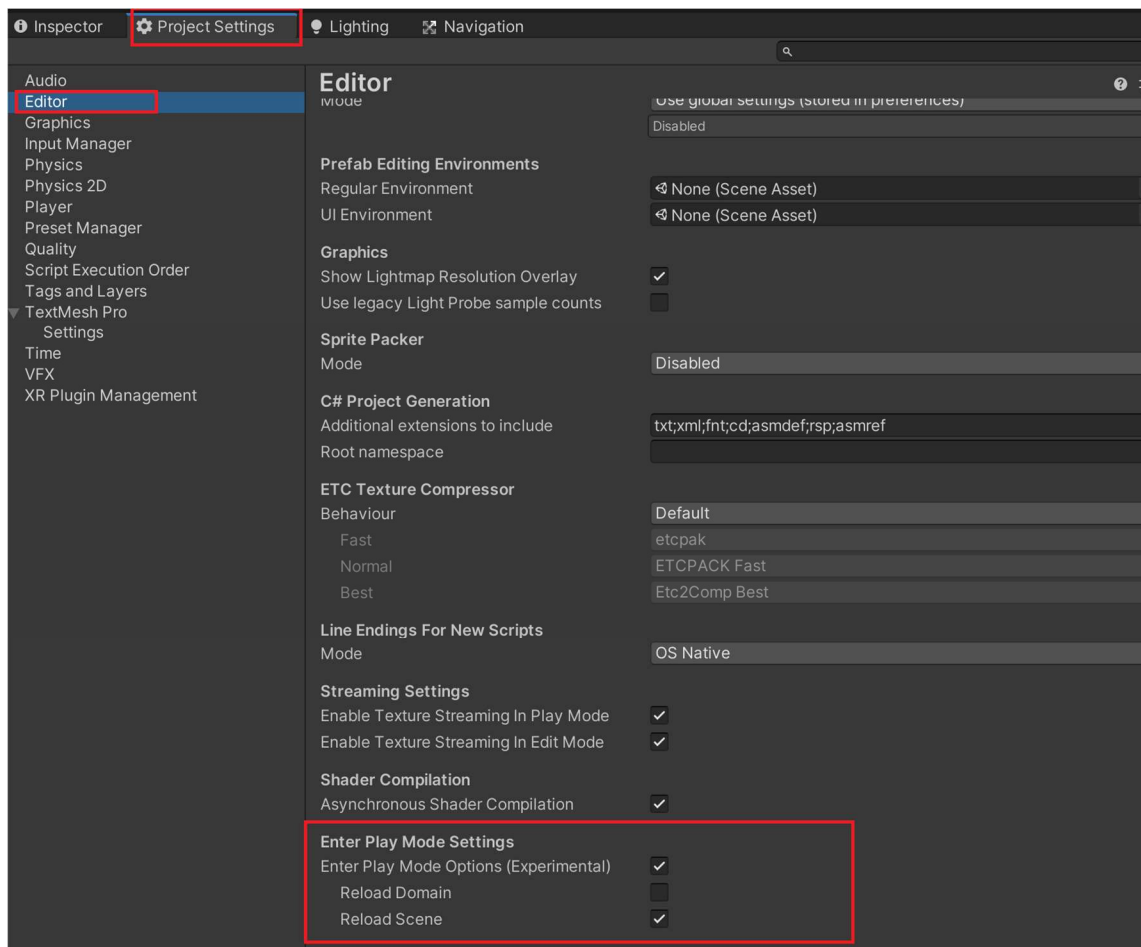 Inspector Project Settings Lighting Navigation
Audio
Editor
Graphics
Input Manager
Physics
Physics 2D
Player
Preset Manager
Quality
Script Execution Order
Tags and Layers
TextMesh Pro
Settings
Time
VFX
XR Plugin Management
Editor
Mode Use global settings (stored in preferences)
Disabled
Prefab Editing Environments
Regular Environment None (Scene Asset)
UI Environment None (Scene Asset)
Graphics
Show Lightmap Resolution Overlay
Use legacy Light Probe sample counts
Sprite Packer
Mode Disabled
C# Project Generation
Additional extensions to include txt;xml;fnt;cd;asmdef;rsp;asmref
Root namespace
ETC Texture Compressor
Behaviour Default
Fast etcpak
Normal ETCPACK Fast
Best Etc2Comp Best
Line Endings For New Scripts
Mode OS Native
Streaming Settings
Enable Texture Streaming In Play Mode
Enable Texture Streaming In Edit Mode
Shader Compilation
Asynchronous Shader Compilation
Enter Play Mode Settings
Enter Play Mode Options (Experimental)
Reload Domain
Reload Scene